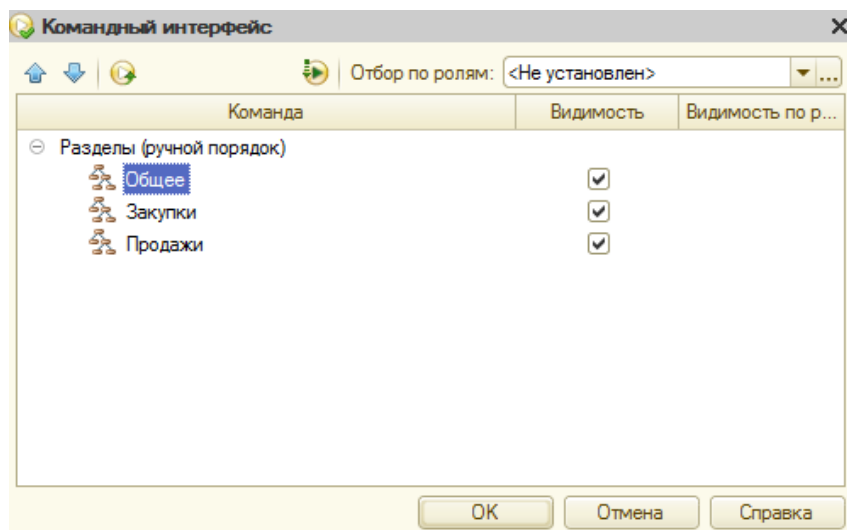 Командный интерфейс
Отбор по ролям: <Не установлен>
Команда Видимость Видимость по р...
Разделы (ручной порядок)
Общее
Закупки
Продажи
OK Отмена Справка